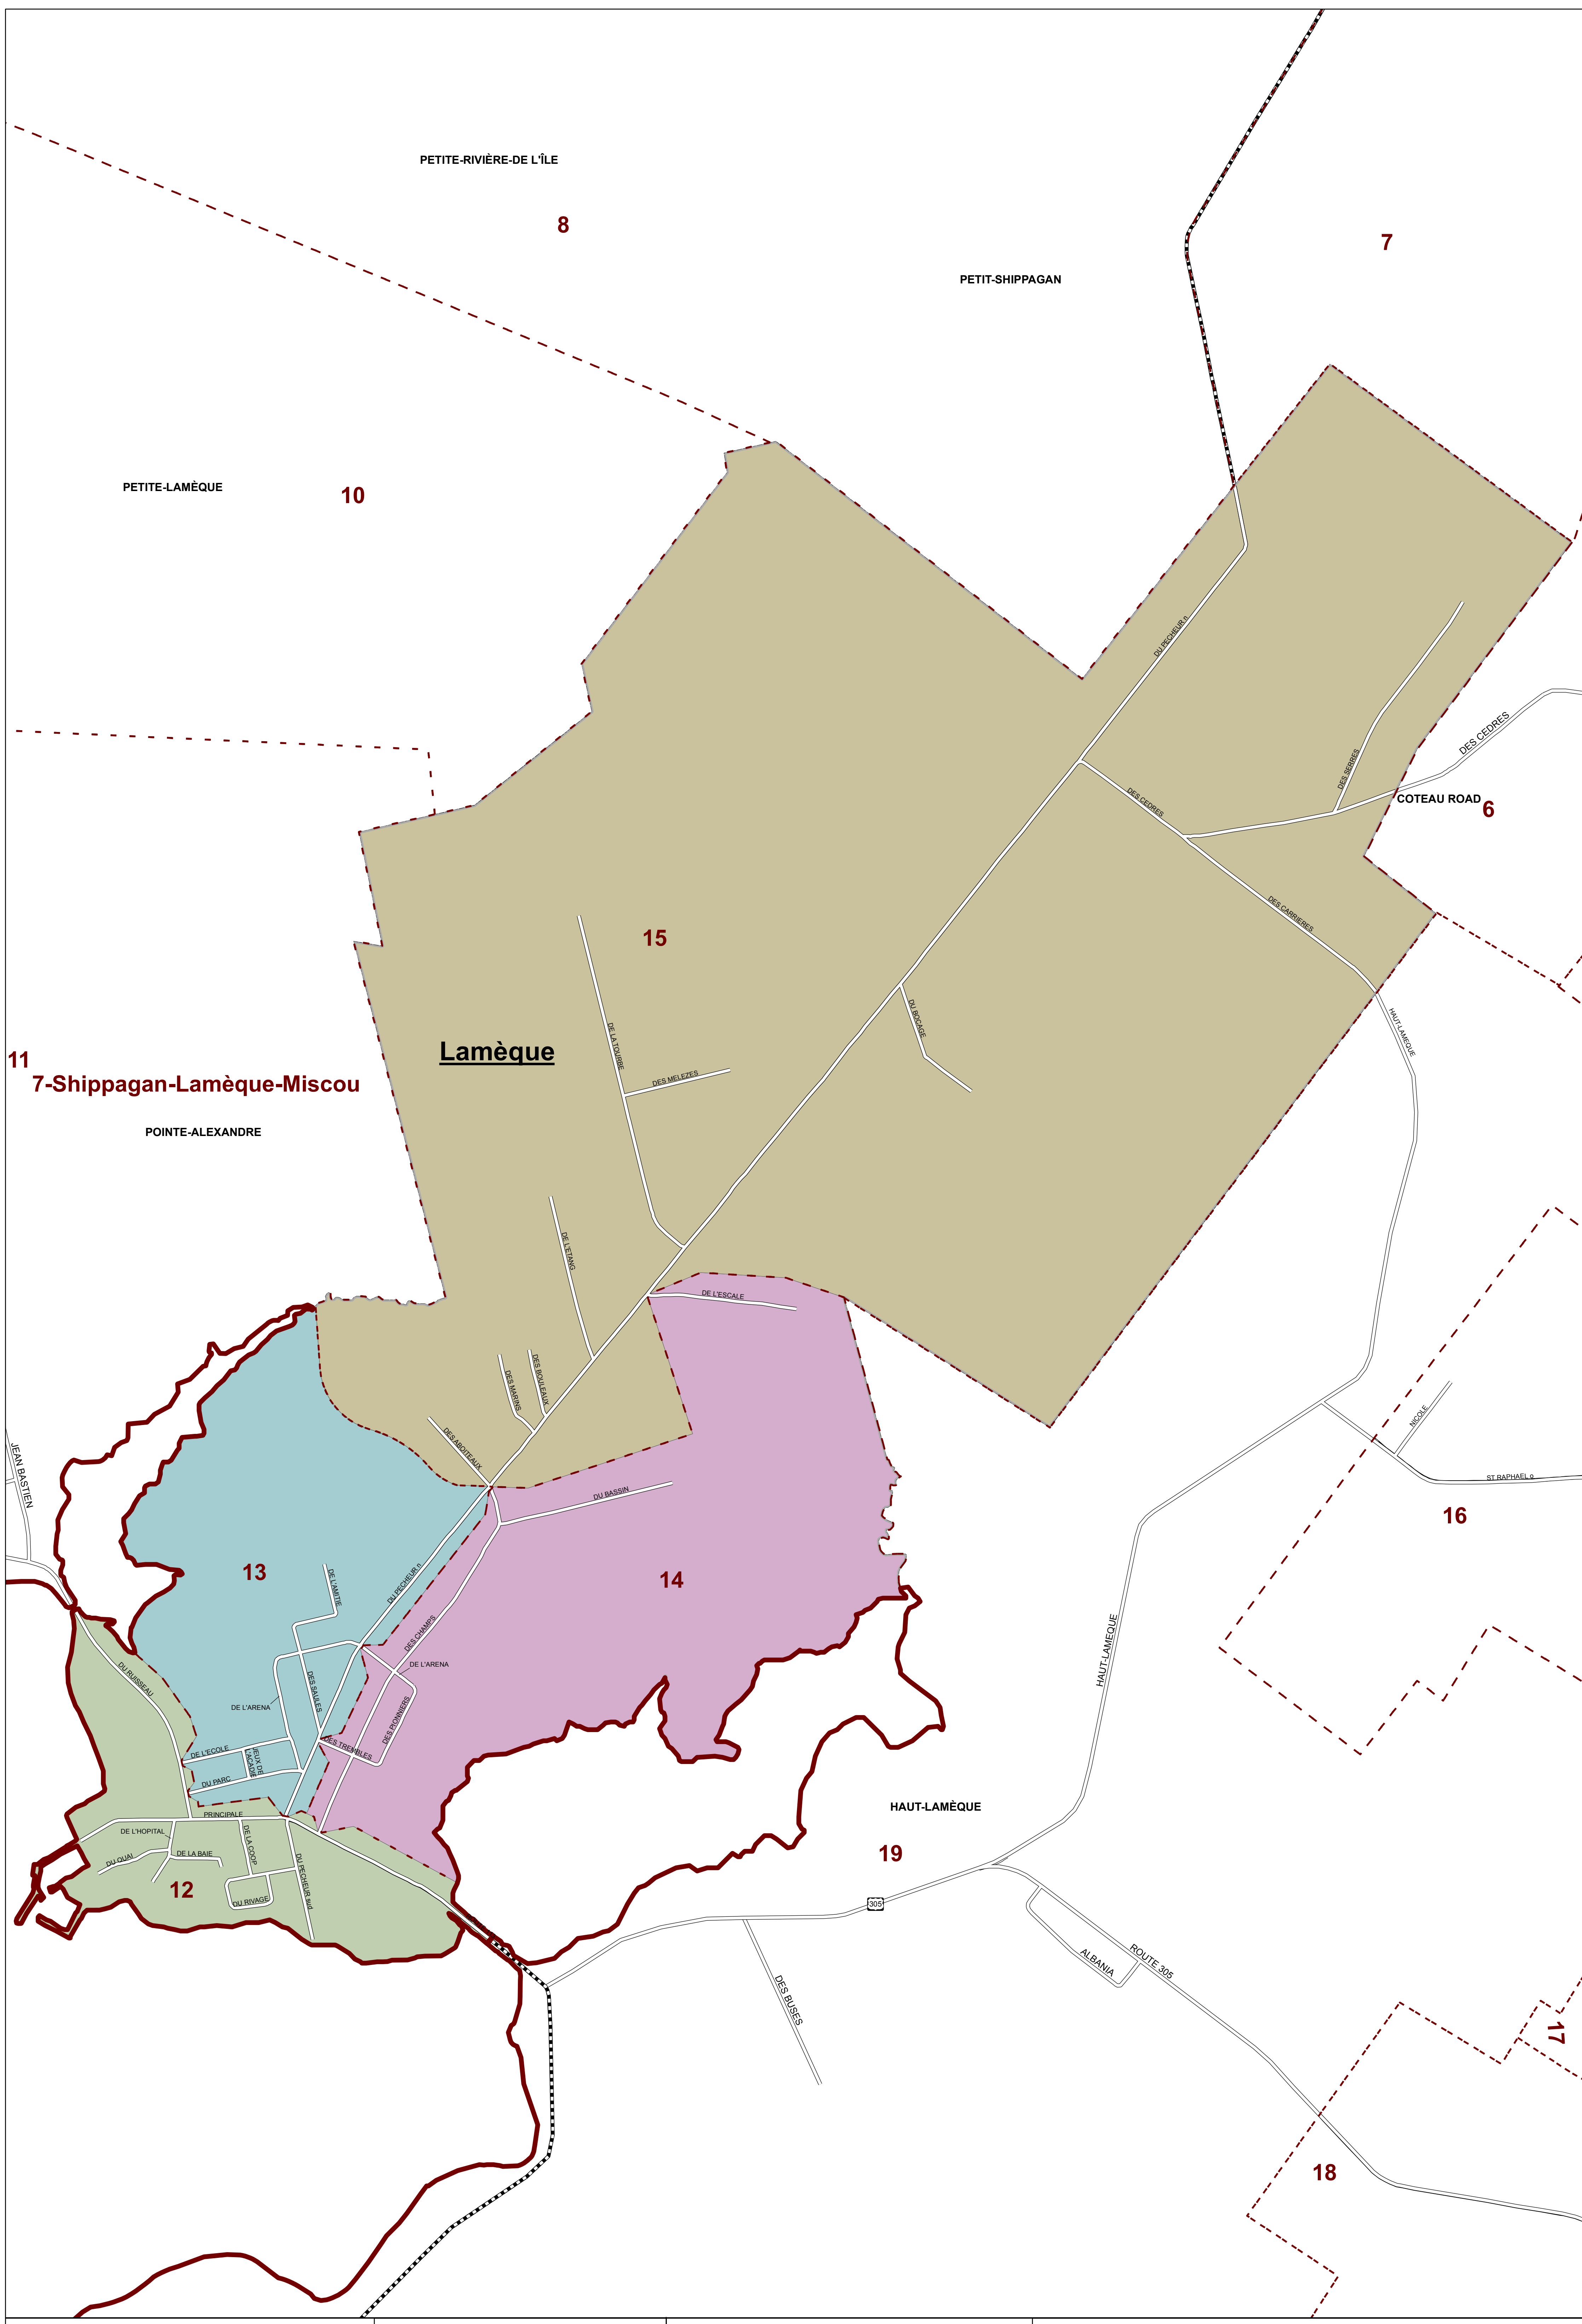 PETITE-RIVIÈRE-DE L'ÎLE
8
7
PETIT-SHIPPAGAN
PETITE-LAMÈQUE
10
DU PECHEUR n
DES CEDRES
DES SERRES
DES CEDRES
COTEAU ROAD
6
DES CARRIERES
15
DU BOCAGE
HAUT-LAMEQUE
DE LA TOURBE
Lamèque
11
7-Shippagan-Lamèque-Miscou
DES MELEZES
POINTE-ALEXANDRE
DE L'ETANG
DE L'ESCALE
DES BOULEAUX
DES MARINS
NICOLE
DES ABOITEAUX
JEAN BASTIEN
ST RAPHAEL o
DU BASSIN
16
13
14
DE L'AMITIE
DU PECHEUR n
DES CHAMPS
HAUT-LAMEQUE
DE L'ARENA
DU RUISSEAU
DES SAULES
DE L'ARENA
DES PIONNIERS
DES TREMBLES
DE L'ECOLE
JEUX DE
L'ACADIE
DU PARC
HAUT-LAMÈQUE
PRINCIPALE
DE L'HOPITAL
DE LA COOP
DE LA BAIE
DU QUAI
19
DU PECHEUR sud
12
DU RIVAGE
305
ROUTE 305
ALBANIA
DES BUSES
17
18